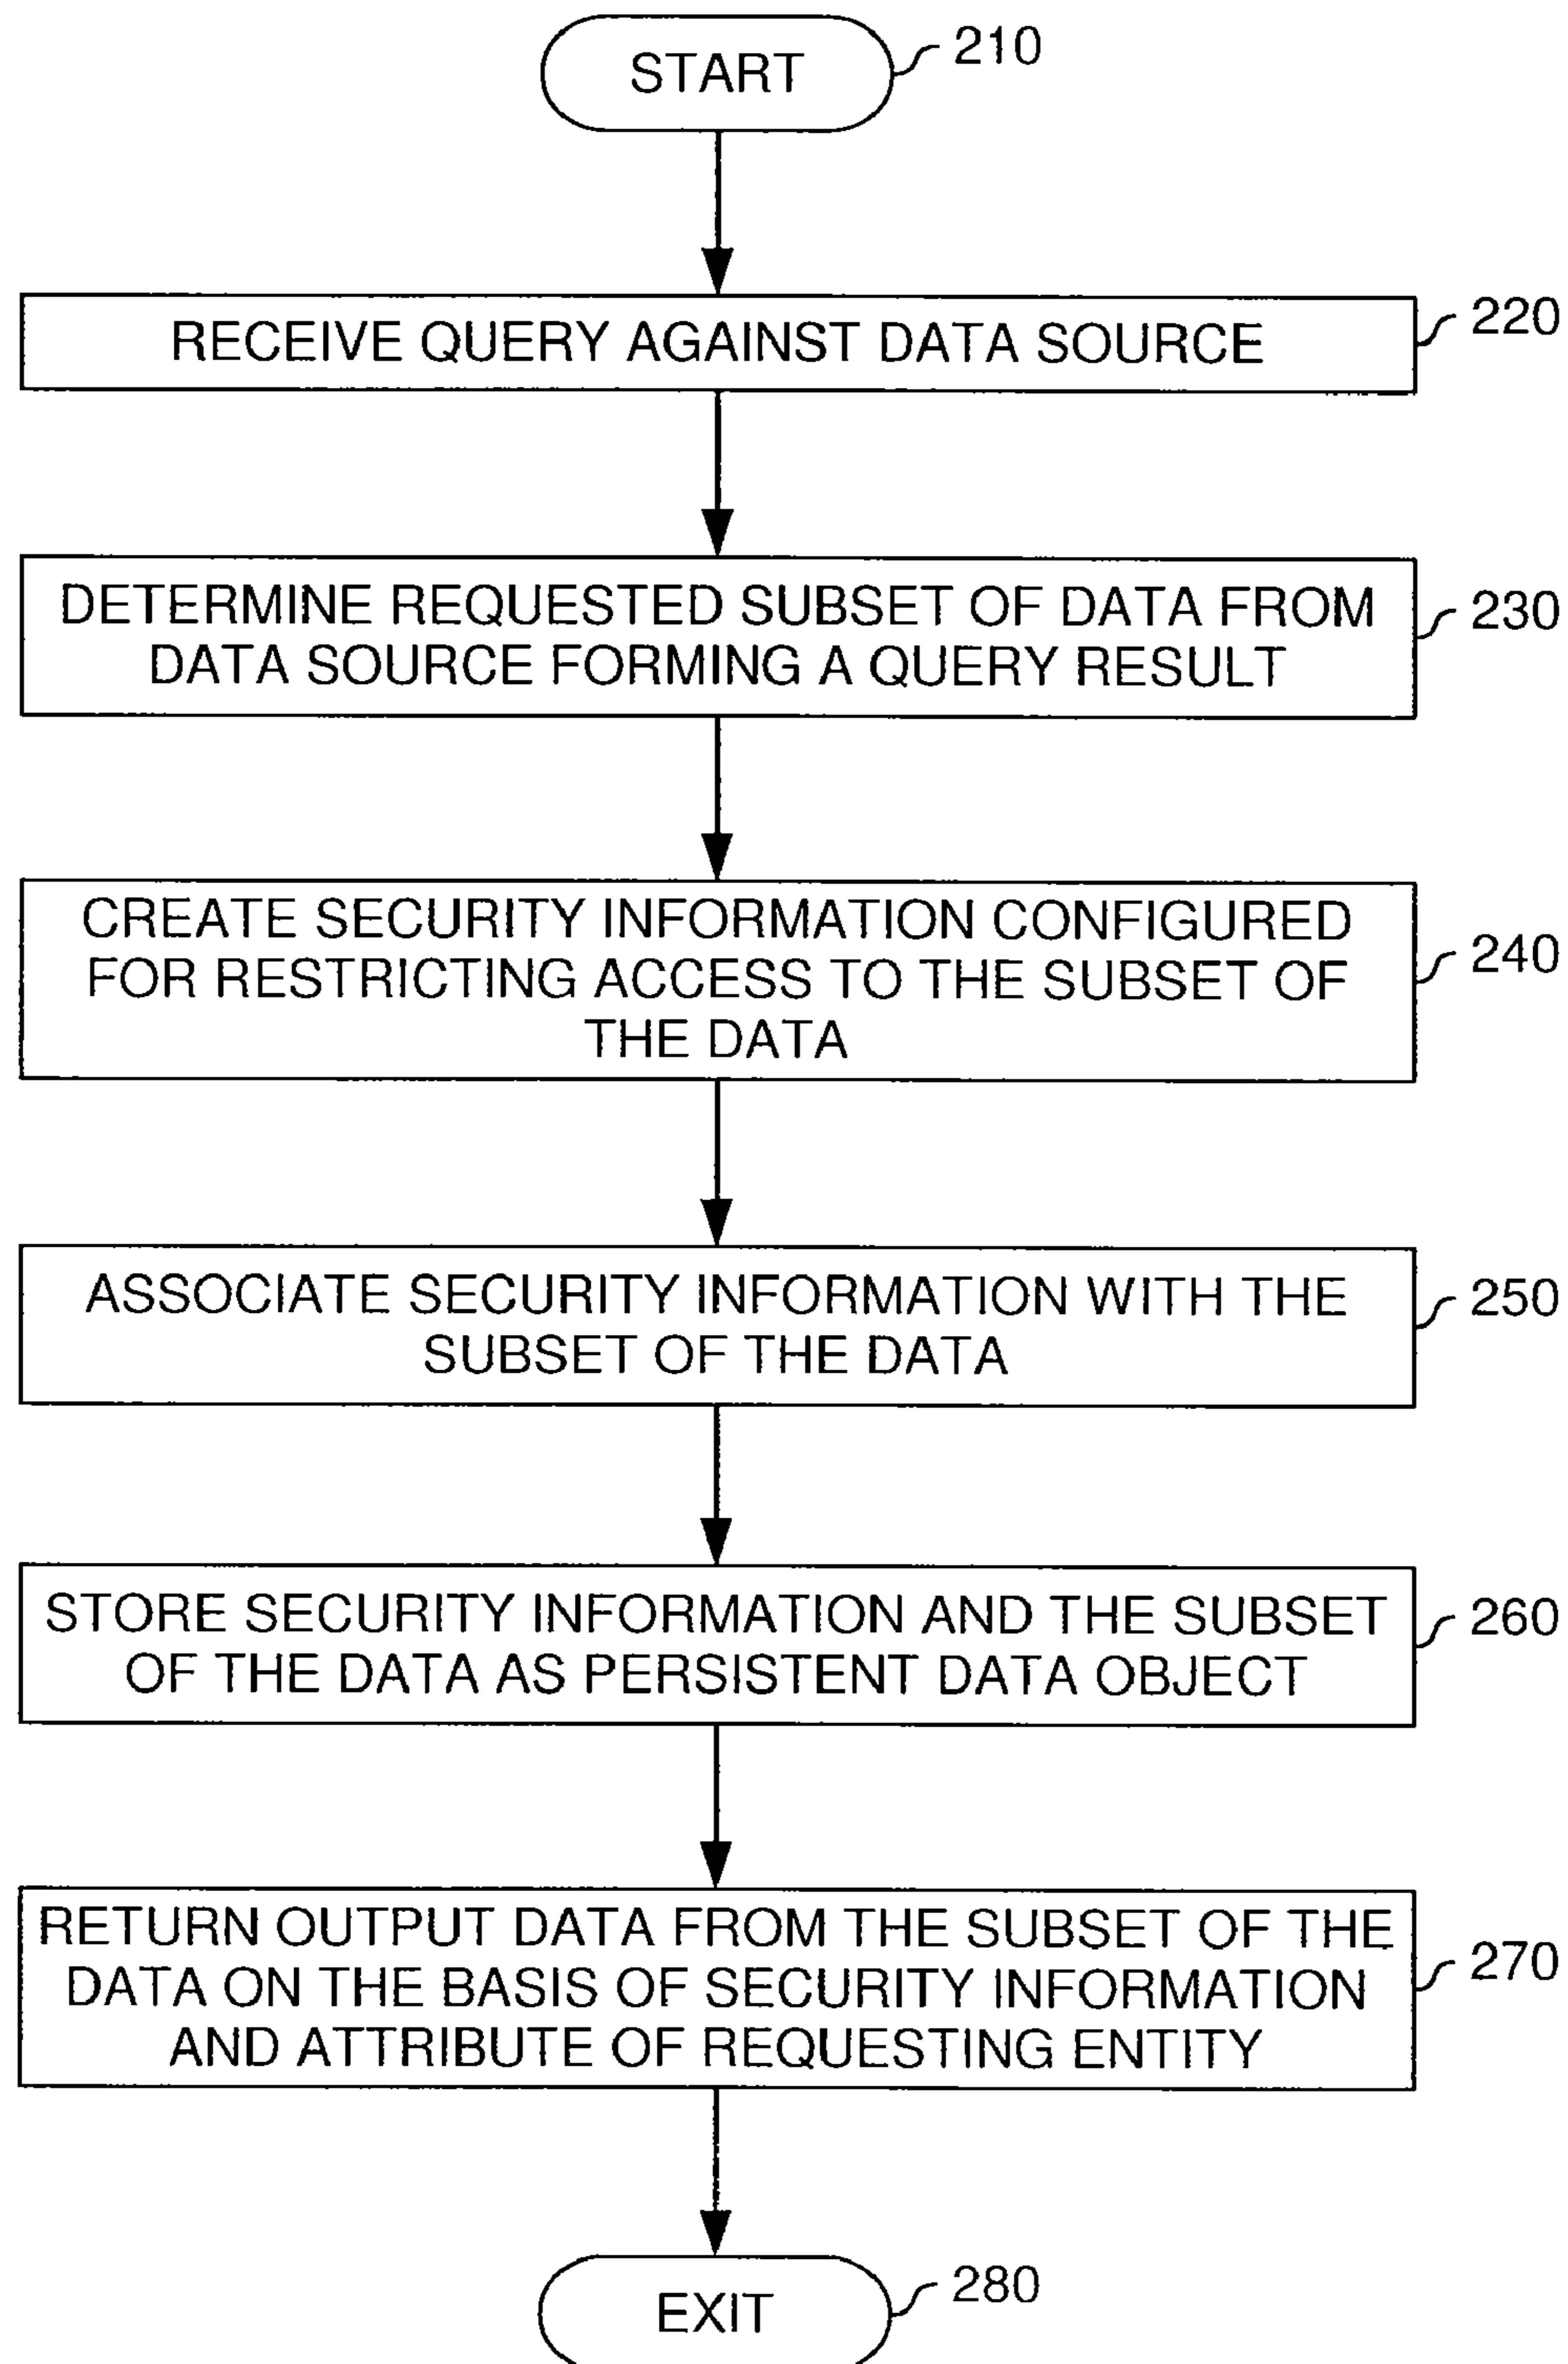 START
210
RECEIVE QUERY AGAINST DATA SOURCE
220
DETERMINE REQUESTED SUBSET OF DATA FROM
DATA SOURCE FORMING A QUERY RESULT
230
CREATE SECURITY INFORMATION CONFIGURED
FOR RESTRICTING ACCESS TO THE SUBSET OF
THE DATA
240
ASSOCIATE SECURITY INFORMATION WITH THE
SUBSET OF THE DATA
250
STORE SECURITY INFORMATION AND THE SUBSET
OF THE DATA AS PERSISTENT DATA OBJECT
260
RETURN OUTPUT DATA FROM THE SUBSET OF THE
DATA ON THE BASIS OF SECURITY INFORMATION
AND ATTRIBUTE OF REQUESTING ENTITY
270
EXIT
280